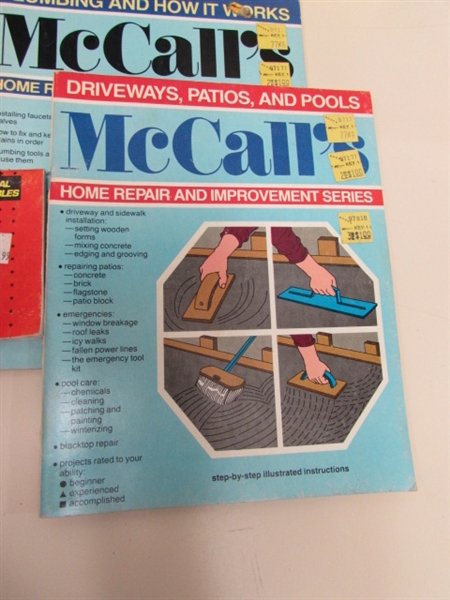 UMBING AND HOW IT WORKS
McCall's
HOME R
nstalling faucets
alves
ow to fix and ke
ains in order
umbing tools a
use them
AL
BLES
DRIVEWAYS, PATIOS, AND POOLS
McCall's
HOME REPAIR AND IMPROVEMENT SERIES
• driveway and sidewalk
installation:
—setting wooden
forms
—mixing concrete
—edging and grooving
• repairing patios:
—concrete
—brick
—flagstone
—patio block
• emergencies:
—window breakage
—roof leaks
—icy walks
—fallen power lines
—the emergency tool
kit
• pool care:
—chemicals
—cleaning
—patching and
painting
—winterizing
• blacktop repair
• projects rated to your
ability:
● beginner
▲ experienced
■ accomplished
step-by-step illustrated instructions